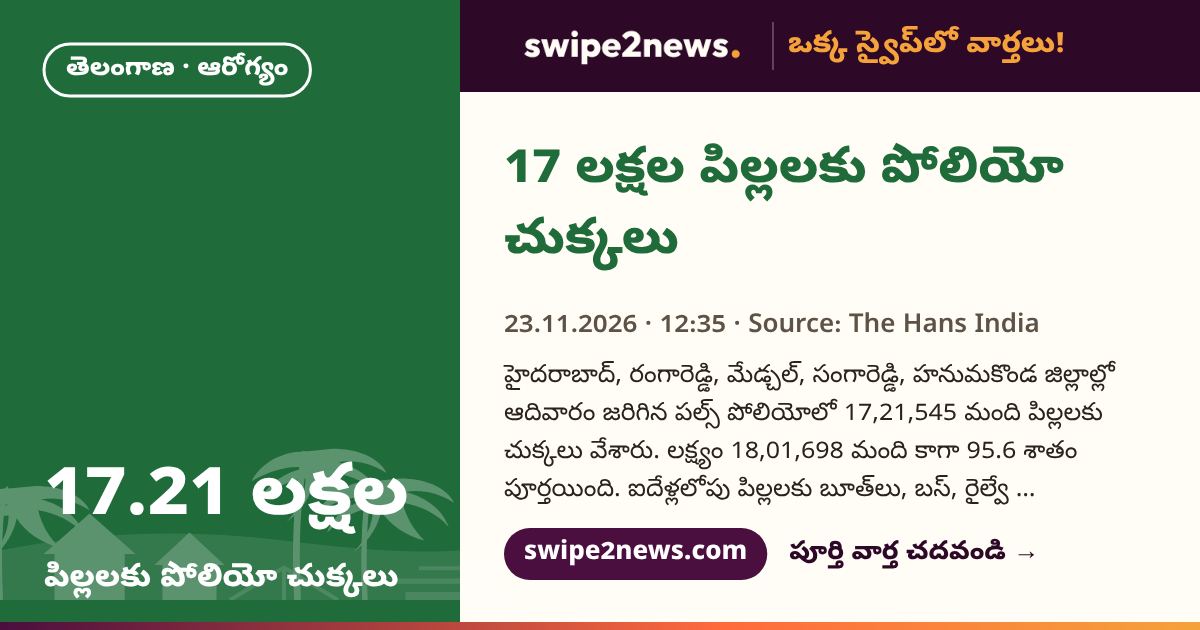 తెలంగాణ · ఆరోగ్యం
17.21 లక్షల
పిల్లలకు పోలియో చుక్కలు
swipe2news.
ఒక్క స్వైప్‌లో వార్తలు!
17 లక్షల పిల్లలకు పోలియో
చుక్కలు
23.11.2026 · 12:35 · Source: The Hans India
హైదరాబాద్, రంగారెడ్డి, మేడ్చల్, సంగారెడ్డి, హనుమకొండ జిల్లాల్లో
ఆదివారం జరిగిన పల్స్ పోలియోలో 17,21,545 మంది పిల్లలకు
చుక్కలు వేశారు. లక్ష్యం 18,01,698 మంది కాగా 95.6 శాతం
పూర్తయింది. ఐదేళ్లలోపు పిల్లలకు బూత్‌లు, బస్, రైల్వే ...
swipe2news.com
పూర్తి వార్త చదవండి →